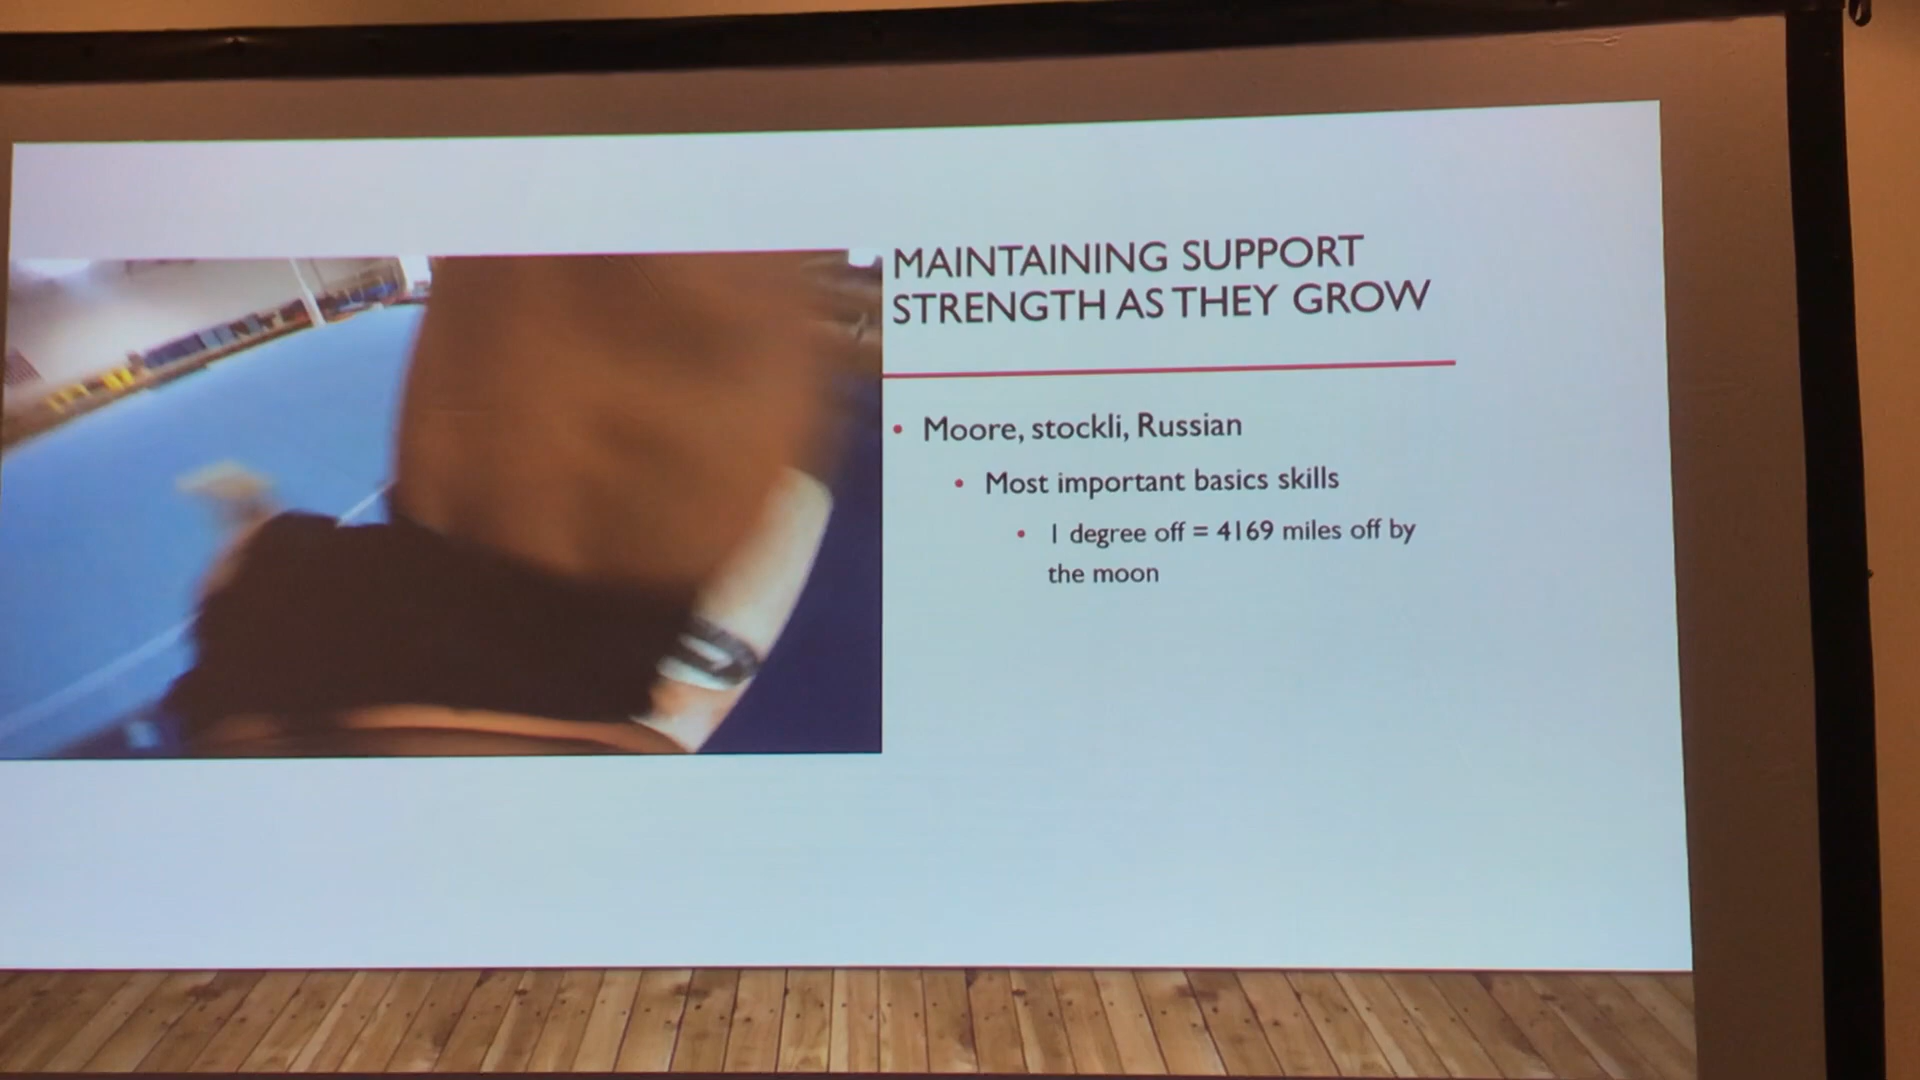 MAINTAINING SUPPORT
STRENGTH AS THEY GROW
• Moore, stockli, Russian
• Most important basics skills
• 1 degree off = 4169 miles off by
the moon